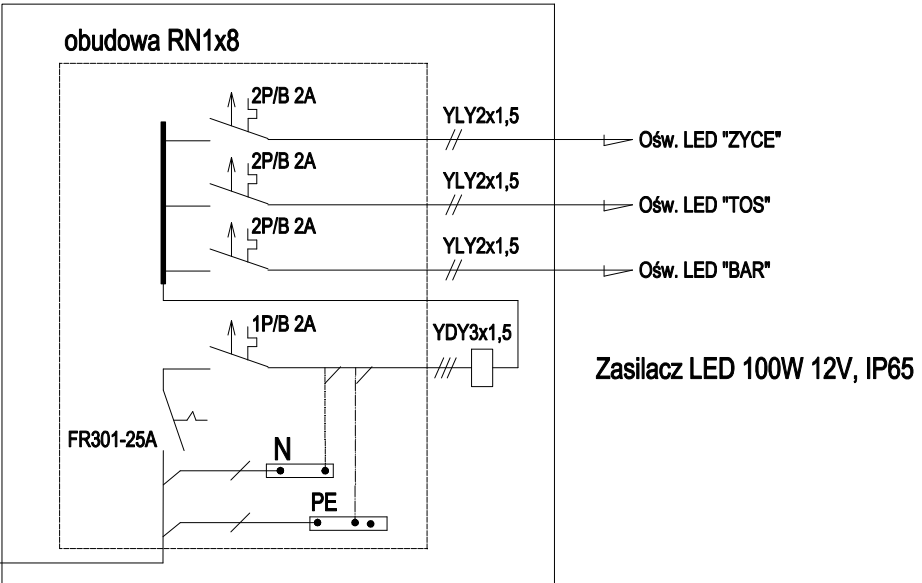 obudowa RN1x8
2P/B 2A
YLY2x1,5
Ośw. LED "ZYCE"
2P/B 2A
YLY2x1,5
Ośw. LED "TOS"
2P/B 2A
YLY2x1,5
Ośw. LED "BAR"
1P/B 2A
YDY3x1,5
Zasilacz LED 100W 12V, IP65
FR301-25A
N
PE